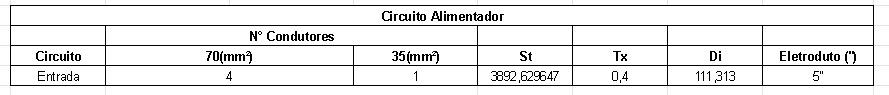 Circuito Alimentador
N° Condutores
Circuito 70(mm²) 35(mm²) St Tx Di Eletroduto (")
Entrada 4 1 3892,629647 0,4 111,313 5"